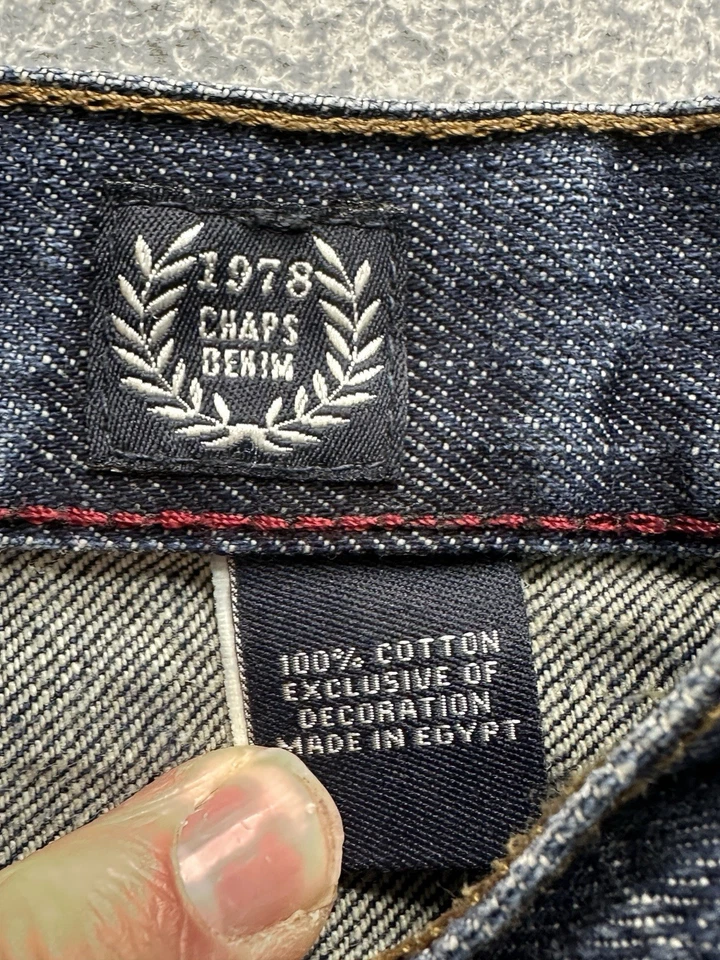 1978
CHAPS
DENIM
100% COTTON
EXCLUSIVE OF
DECORATION
MADE IN EGYPT